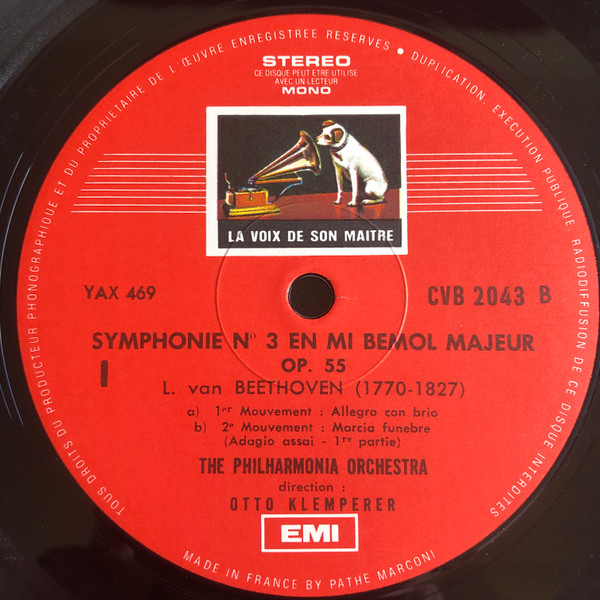 TOUS DROITS DU PRODUCTEUR PHONOGRAPHIQUE ET DU PROPRIETAIRE DE L'ŒUVRE ENREGISTREE RESERVES • DUPLICATION, EXECUTION PUBLIQUE, RADIODIFFUSION DE CE DISQUE INTERDITES
STEREO
CE DISQUE PEUT ETRE UTILISE
AVEC UN LECTEUR
MONO
LA VOIX DE SON MAITRE
YAX 469
CVB 2043 B
SYMPHONIE Nº 3 EN MI BEMOL MAJEUR
OP. 55
I
L. van BEETHOVEN (1770-1827)
a) 1er Mouvement : Allegro con brio
b) 2e Mouvement : Marcia funebre
(Adagio assai - 1re partie)
THE PHILHARMONIA ORCHESTRA
direction :
OTTO KLEMPERER
EMI
MADE IN FRANCE BY PATHE MARCONI